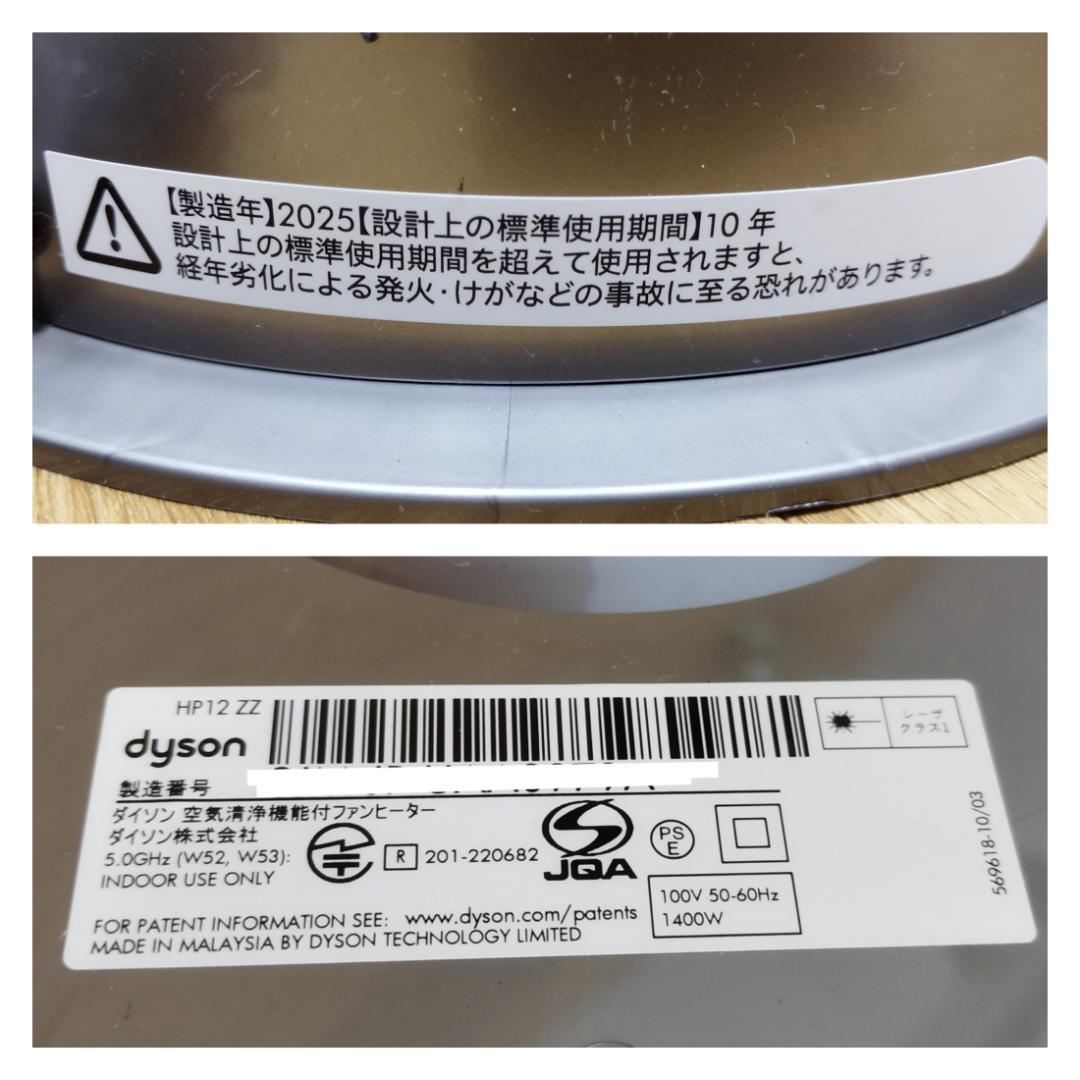 【製造年】2025【設計上の標準使用期間】10 年
設計上の標準使用期間を超えて使用されますと、
経年劣化による発火・けがなどの事故に至る恐れがあります。
HP12 ZZ
dyson
レーザ
クラス1
製造番号
ダイソン 空気清浄機能付ファンヒーター
ダイソン株式会社
5.0GHz (W52, W53):
R 201-220682
JQA
PS
E
INDOOR USE ONLY
100V 50-60Hz
1400W
FOR PATENT INFORMATION SEE: www.dyson.com/patents
MADE IN MALAYSIA BY DYSON TECHNOLOGY LIMITED
569618-10/03